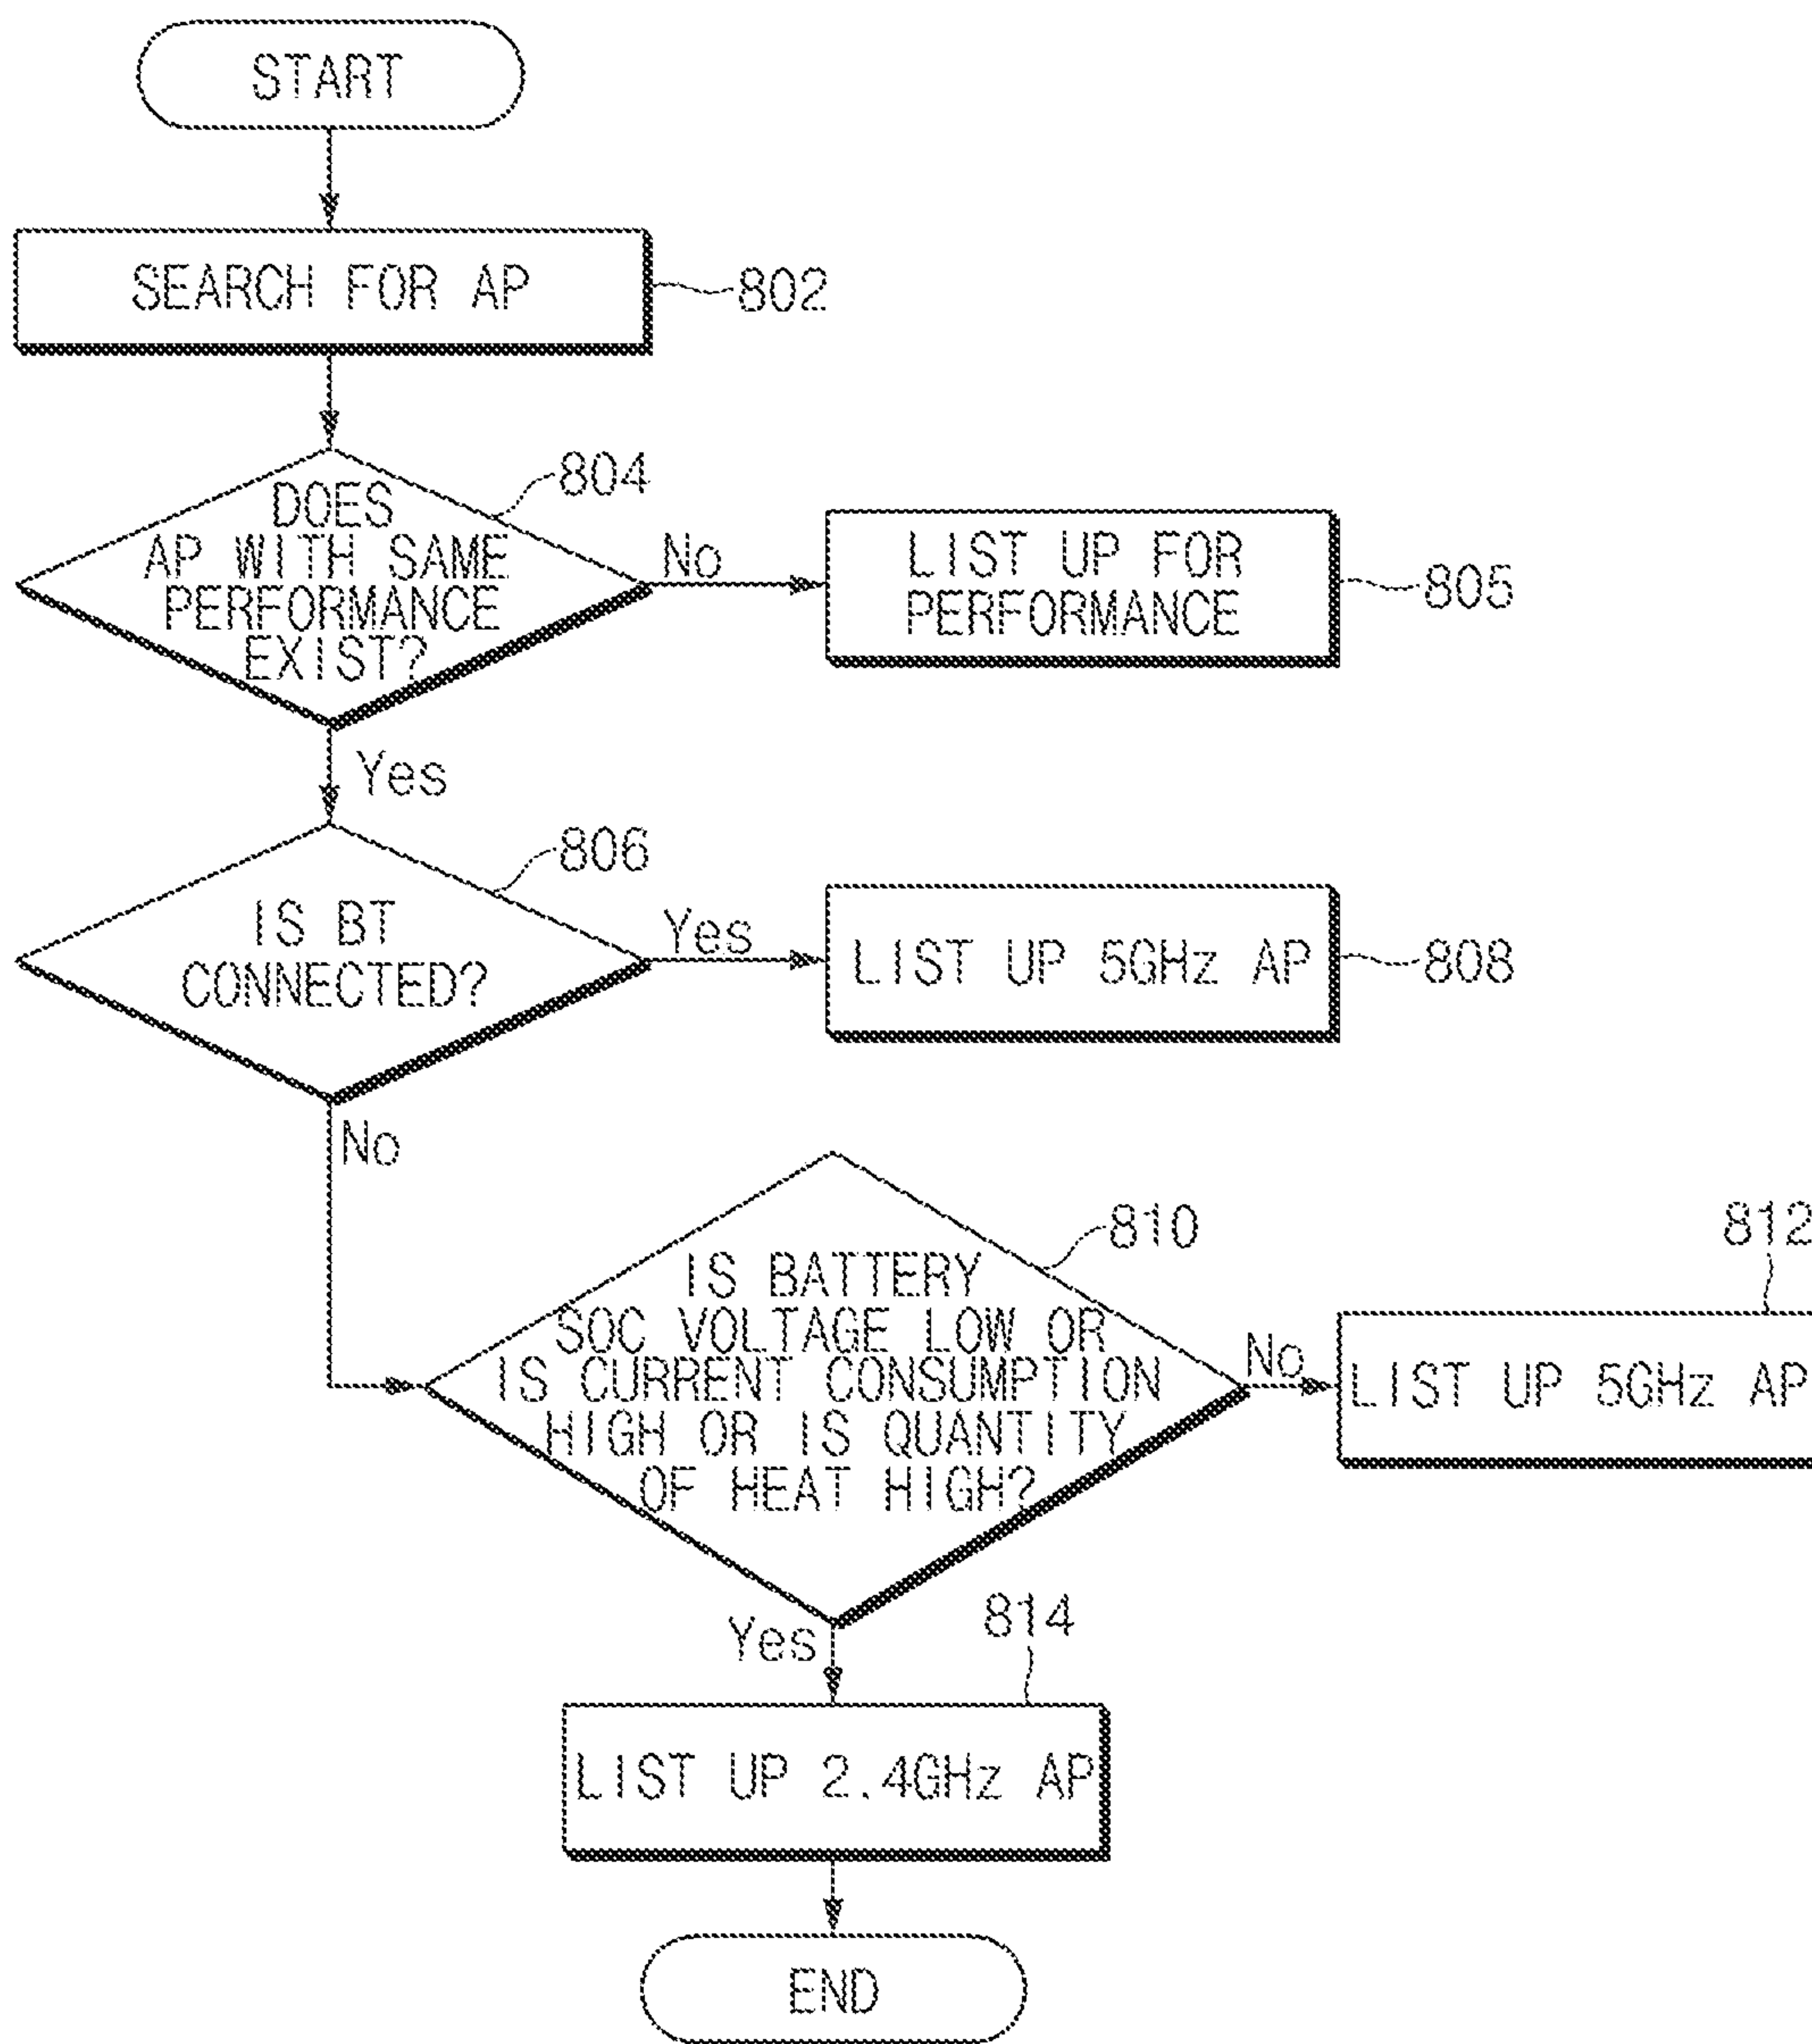 START
SEARCH FOR AP
802
804
DOES
AP WITH SAME
PERFORMANCE
EXIST?
No
LIST UP FOR
PERFORMANCE
805
Yes
806
IS BT
CONNECTED?
Yes
LIST UP 5GHz AP
808
No
810
812
IS BATTERY
SOC VOLTAGE LOW OR
IS CURRENT CONSUMPTION
HIGH OR IS QUANTITY
OF HEAT HIGH?
No
LIST UP 5GHz AP
Yes
814
LIST UP 2.4GHz AP
END